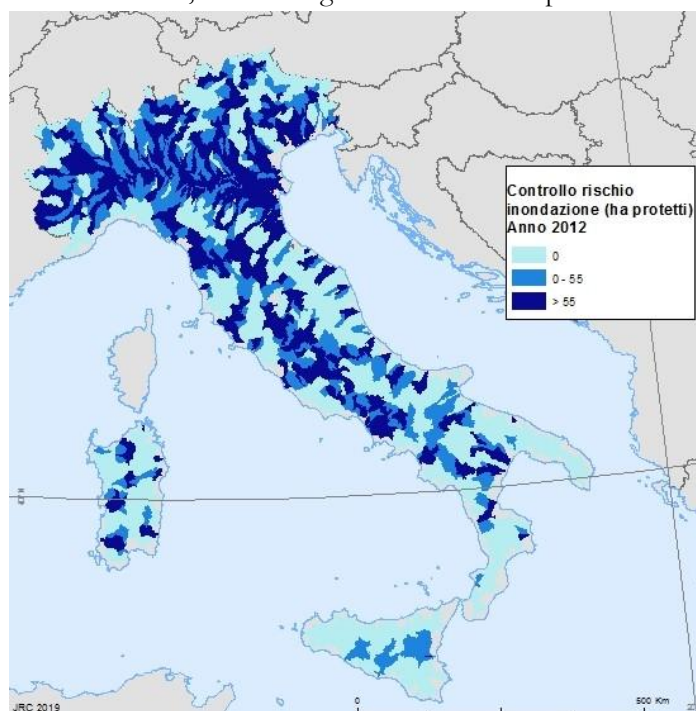 Controllo rischio
inondazione (ha protetti)
Anno 2012
0
0 - 55
> 55
JRC 2019
0
500 Km